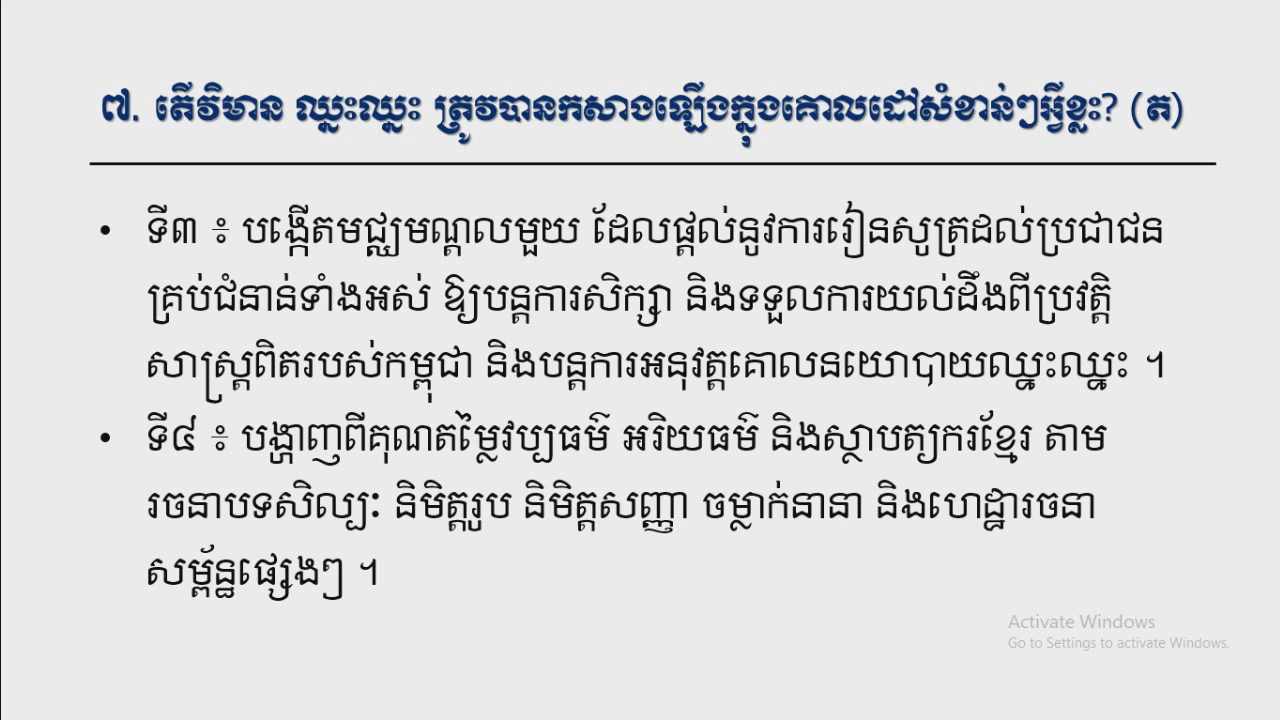 ៧. តើវិមាន ឈ្នះឈ្នះ ត្រូវបានកសាងឡើងក្នុងគោលដៅសំខាន់ៗអ្វីខ្លះ? (ត)
• ទី៣ ៖ បង្កើតមជ្ឈមណ្ឌលមួយ ដែលផ្តល់នូវការរៀនសូត្រដល់ប្រជាជន
គ្រប់ជំនាន់ទាំងអស់ ឱ្យបន្តការសិក្សា និងទទួលការយល់ដឹងពីប្រវត្តិ
សាស្ត្រពិតរបស់កម្ពុជា និងបន្តការអនុវត្តគោលនយោបាយឈ្នះឈ្នះ ។
• ទី៤ ៖ បង្ហាញពីគុណតម្លៃវប្បធម៌ អរិយធម៌ និងស្ថាបត្យករខ្មែរ តាម
រចនាបទសិល្បៈ និមិត្តរូប និមិត្តសញ្ញា ចម្លាក់នានា និងហេដ្ឋារចនា
សម្ព័ន្ធផ្សេងៗ ។
Activate Windows
Go to Settings to activate Windows.